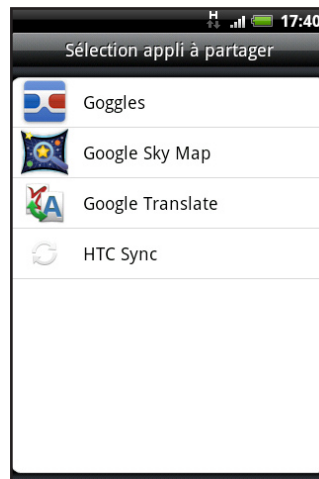 H 17:40
Sélection appli à partager
Goggles
Google Sky Map
Google Translate
HTC Sync